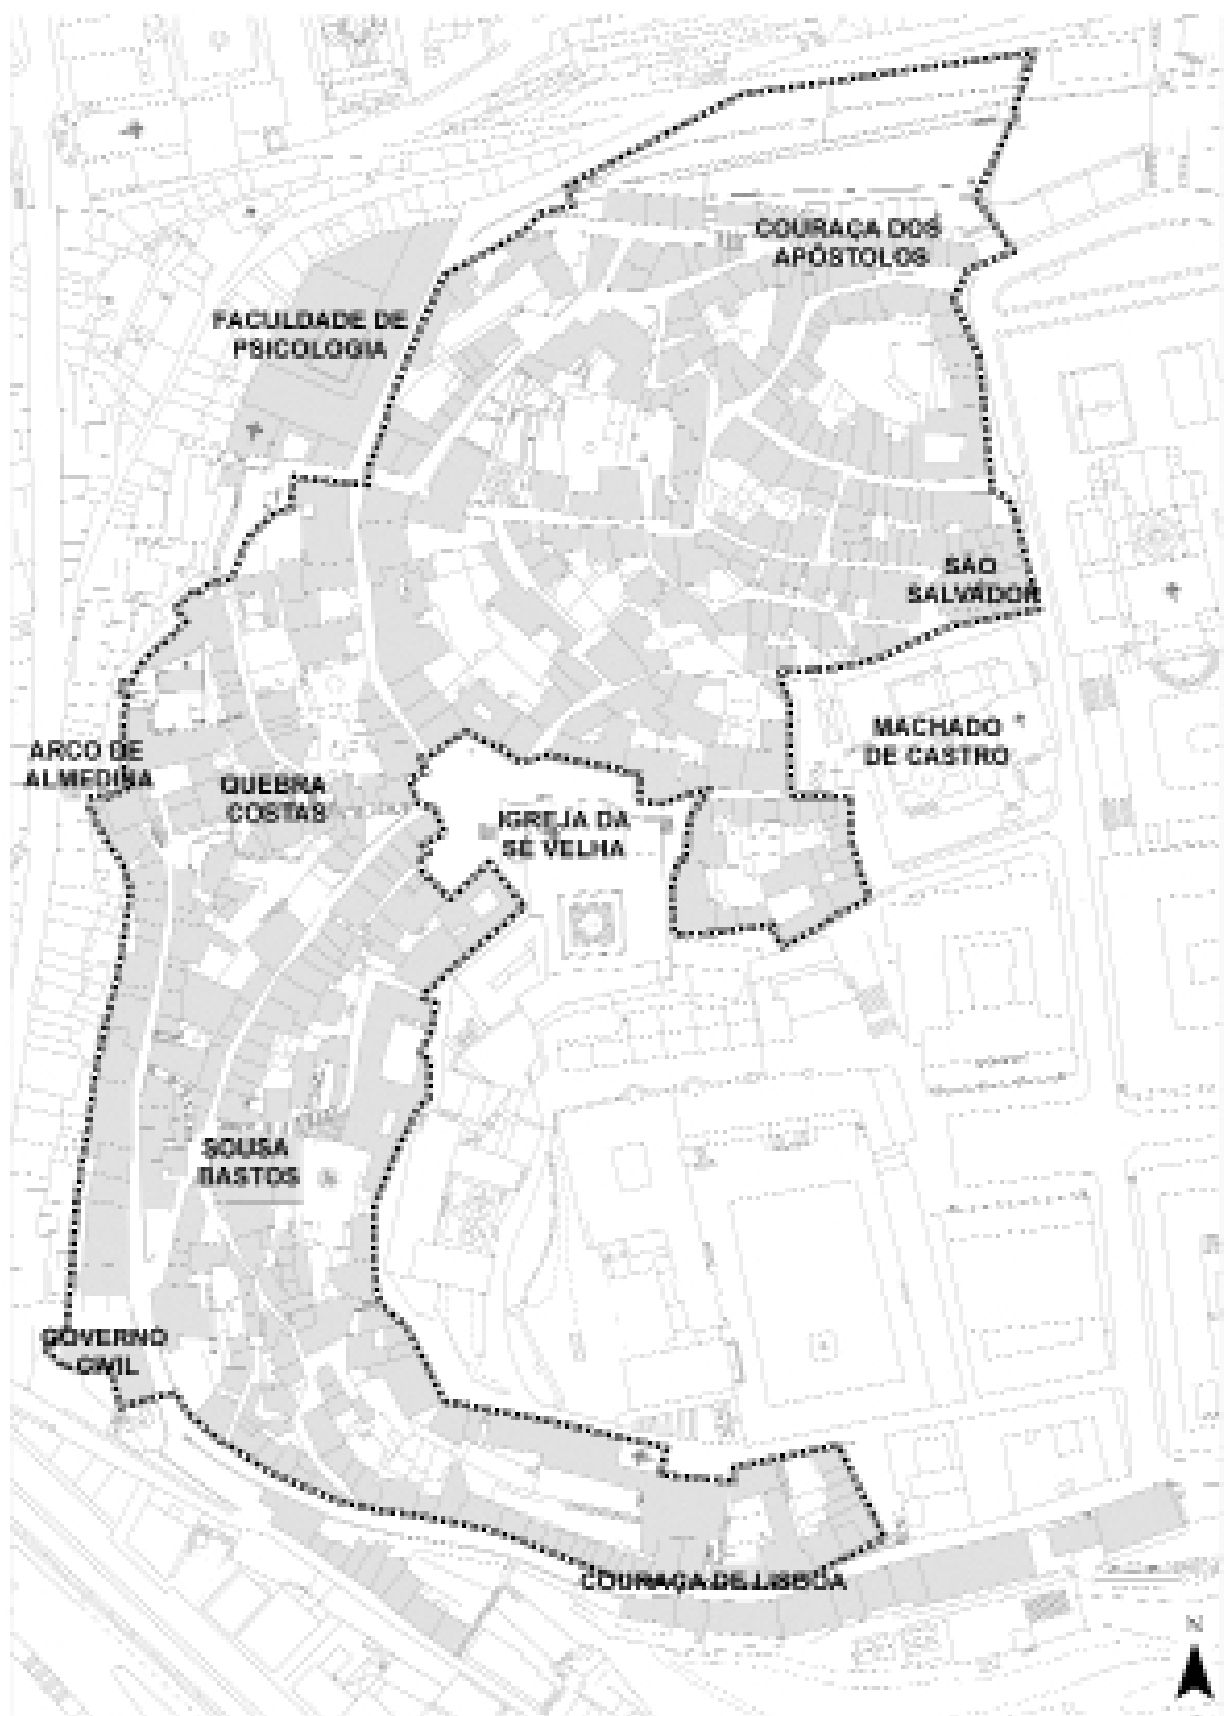 COURAÇA DOS
APÓSTOLOS
FACULDADE DE
PSICOLOGIA
SÃO
SALVADOR
MACHADO
DE CASTRO
ARCO DE
ALMEDINA
QUEBRA
COSTAS
IGREJA DA
SÉ VELHA
SOUSA
BASTOS
GOVERNO
CIVIL
COURAÇA DE LISBOA
N